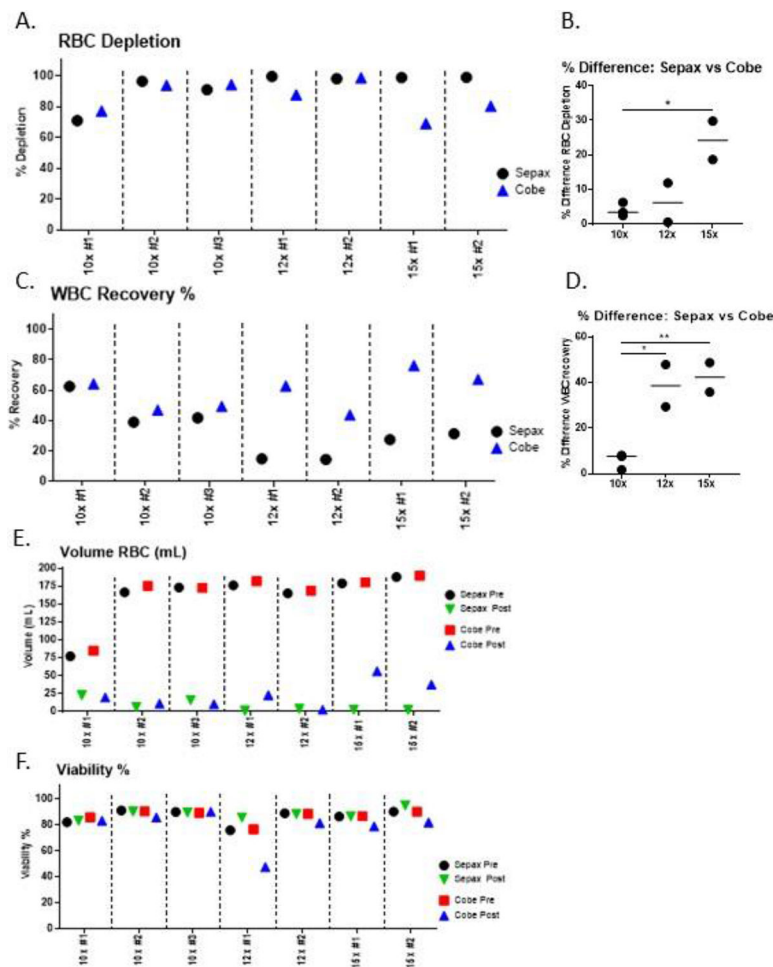 A.
RBC Depletion
% Depletion
100
80
60
40
20
0
10x #1
10x #2
10x #3
12x #1
12x #2
15x #1
15x #2
Sepax
Cobe
B.
% Difference: Sepax vs Cobe
% Difference RBC Depletion
40
30
20
10
0
*
10x
12x
15x
C.
WBC Recovery %
% Recovery
100
80
60
40
20
0
10x #1
10x #2
10x #3
12x #1
12x #2
15x #1
15x #2
Sepax
Cobe
D.
% Difference: Sepax vs Cobe
% Difference WBC recovery
60
40
20
0
**
*
10x
12x
15x
E.
Volume RBC (mL)
Volume (mL)
200
175
150
125
100
75
50
25
0
10x #1
10x #2
10x #3
12x #1
12x #2
15x #1
15x #2
Sepax Pre
Sepax Post
Cobe Pre
Cobe Post
F.
Viability %
Viability %
100
80
60
40
20
0
10x #1
10x #2
10x #3
12x #1
12x #2
15x #1
15x #2
Sepax Pre
Sepax Post
Cobe Pre
Cobe Post